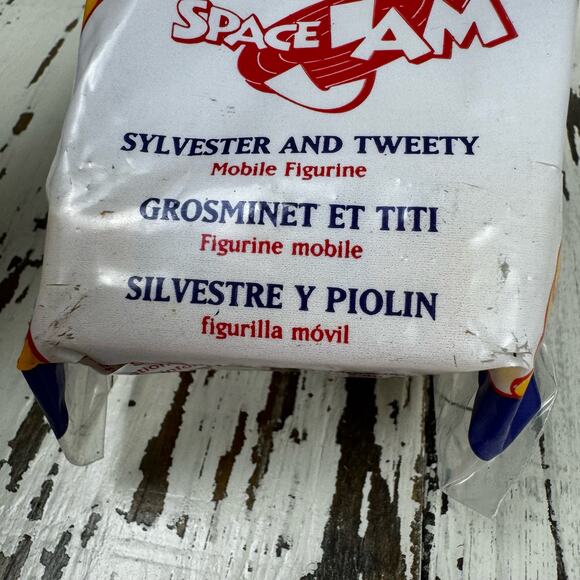 SPACE JAM
SYLVESTER AND TWEETY
Mobile Figurine
GROSMINET ET TITI
Figurine mobile
SILVESTRE Y PIOLIN
figurilla móvil